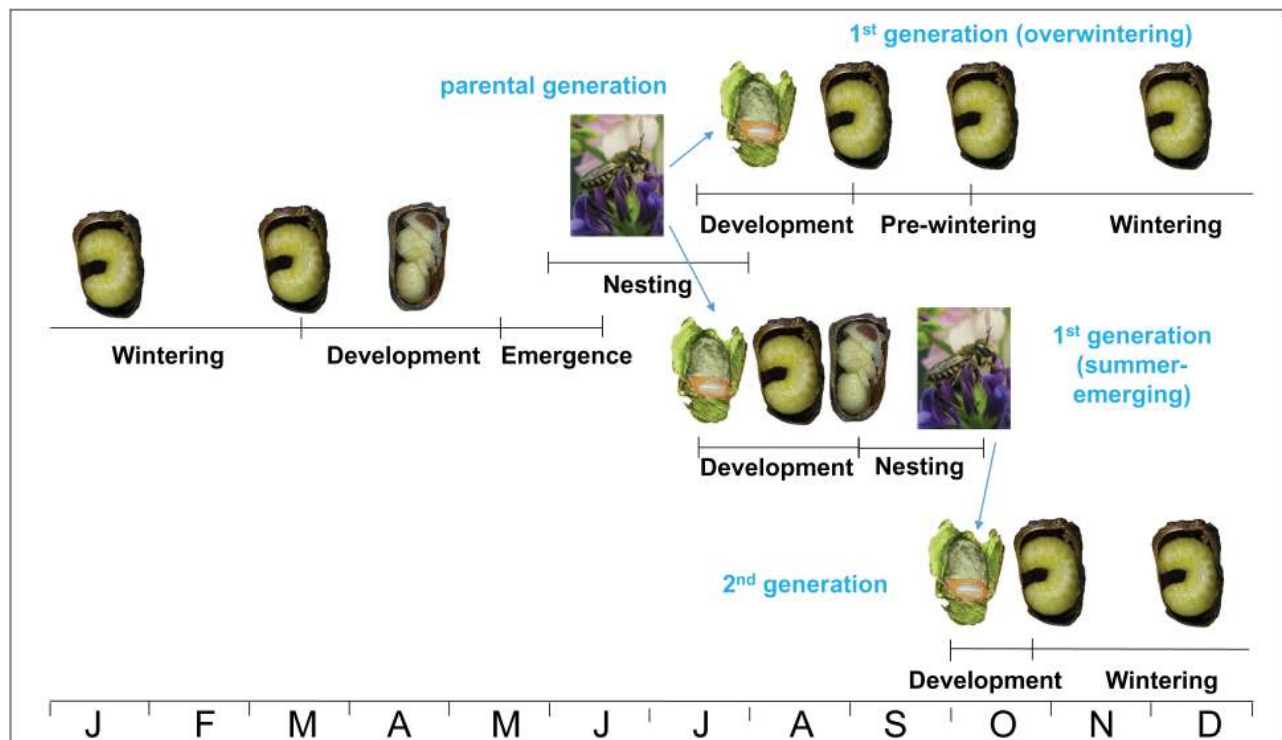 1st generation (overwintering)
parental generation
Development Pre-wintering Wintering
Nesting
Wintering Development Emergence
1st generation
(summer-
emerging)
Development Nesting
2nd generation
Development Wintering
J F M A M J J A S O N D